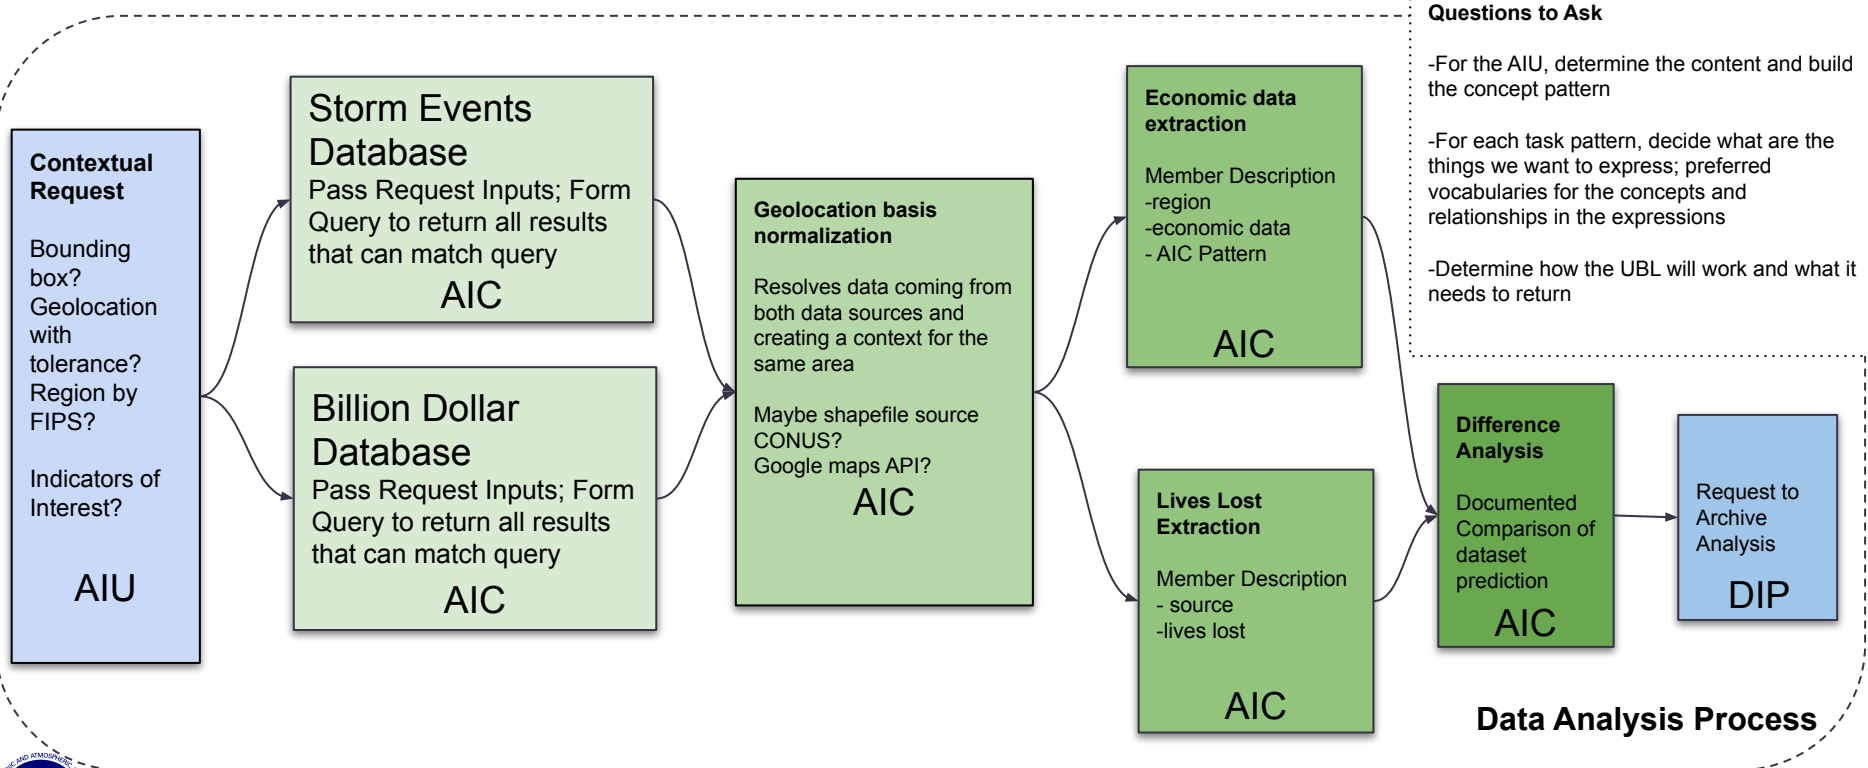 Contextual
Request
Bounding
box?
Geolocation
with
tolerance?
Region by
FIPS?
Indicators of
Interest?
AIU
Storm Events
Database
Pass Request Inputs; Form
Query to return all results
that can match query
AIC
Billion Dollar
Database
Pass Request Inputs; Form
Query to return all results
that can match query
AIC
Geolocation basis
normalization
Resolves data coming from
both data sources and
creating a context for the
same area
Maybe shapefile source
CONUS?
Google maps API?
AIC
Economic data
extraction
Member Description
-region
-economic data
- AIC Pattern
AIC
Lives Lost
Extraction
Member Description
- source
-lives lost
AIC
Questions to Ask
-For the AIU, determine the content and build
the concept pattern
-For each task pattern, decide what are the
things we want to express; preferred
vocabularies for the concepts and
relationships in the expressions
-Determine how the UBL will work and what it
needs to return
Difference
Analysis
Documented
Comparison of
dataset
prediction
AIC
Request to
Archive
Analysis
DIP
Data Analysis Process
AND ATMOSPHERIC